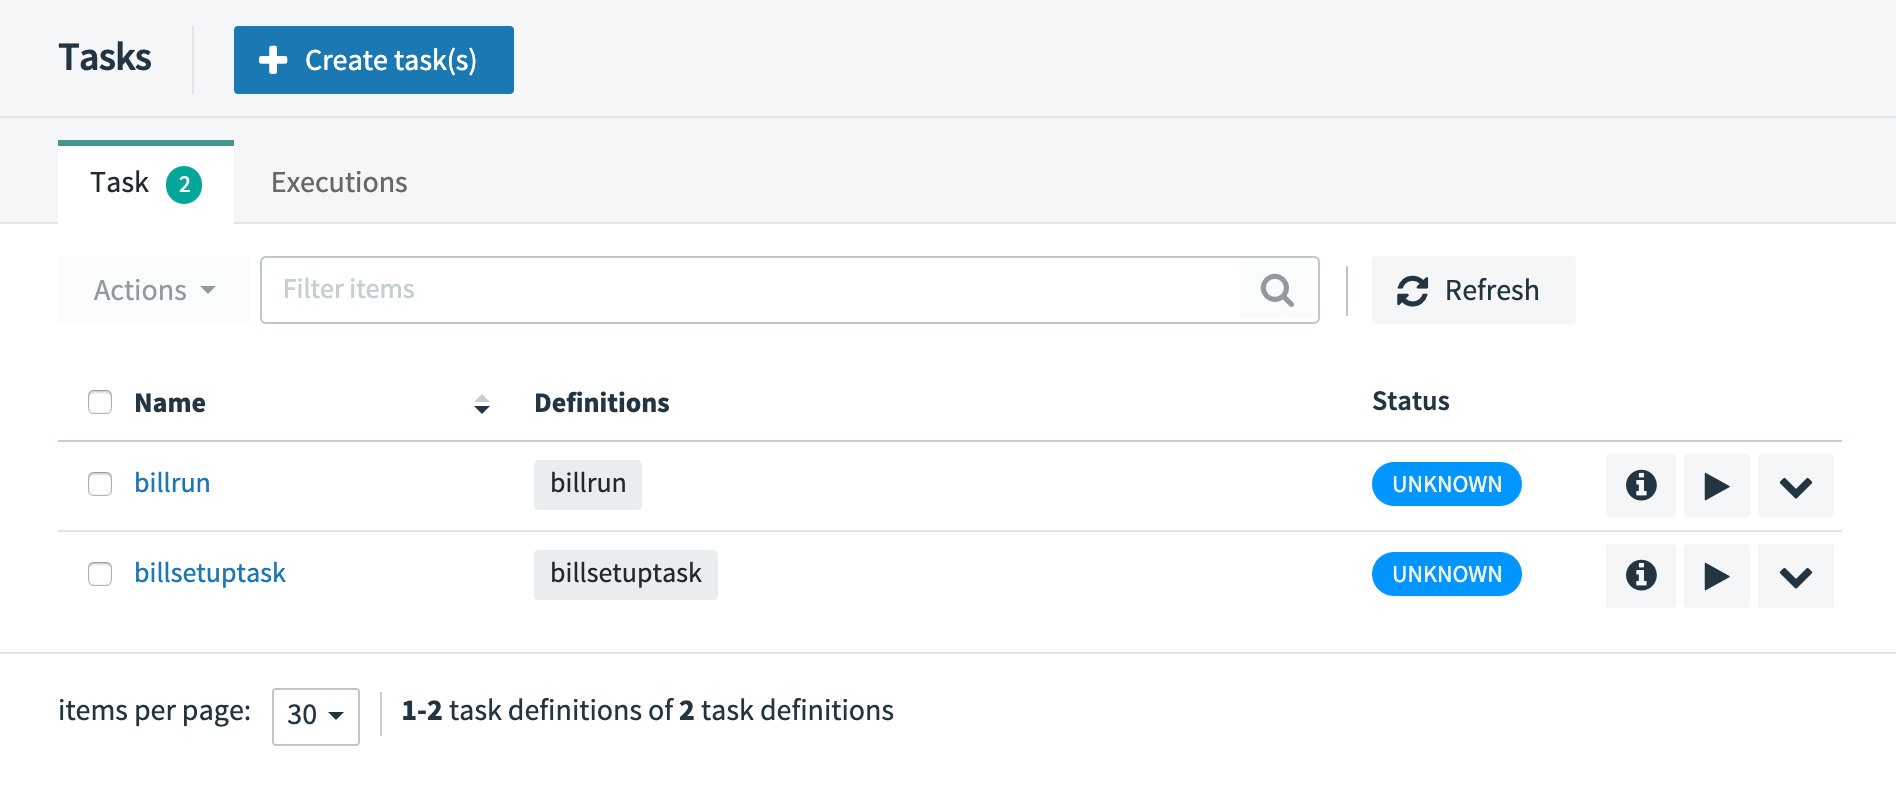 Tasks
Create task(s)
Task 2
Executions
Actions
Filter items
Refresh
Name Definitions Status
billrun billrun UNKNOWN
billsetuptask billsetuptask UNKNOWN
items per page: 30 1-2 task definitions of 2 task definitions